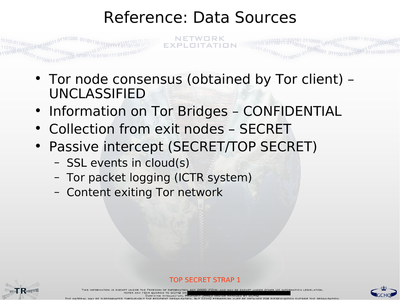 Reference: Data Sources
NETWORK
EXPLOITATION
• Tor node consensus (obtained by Tor client) –
UNCLASSIFIED
• Information on Tor Bridges – CONFIDENTIAL
• Collection from exit nodes – SECRET
• Passive intercept (SECRET/TOP SECRET)
– SSL events in cloud(s)
– Tor packet logging (ICTR system)
– Content exiting Tor network
TOP SECRET STRAP 1
TR
GCHQ